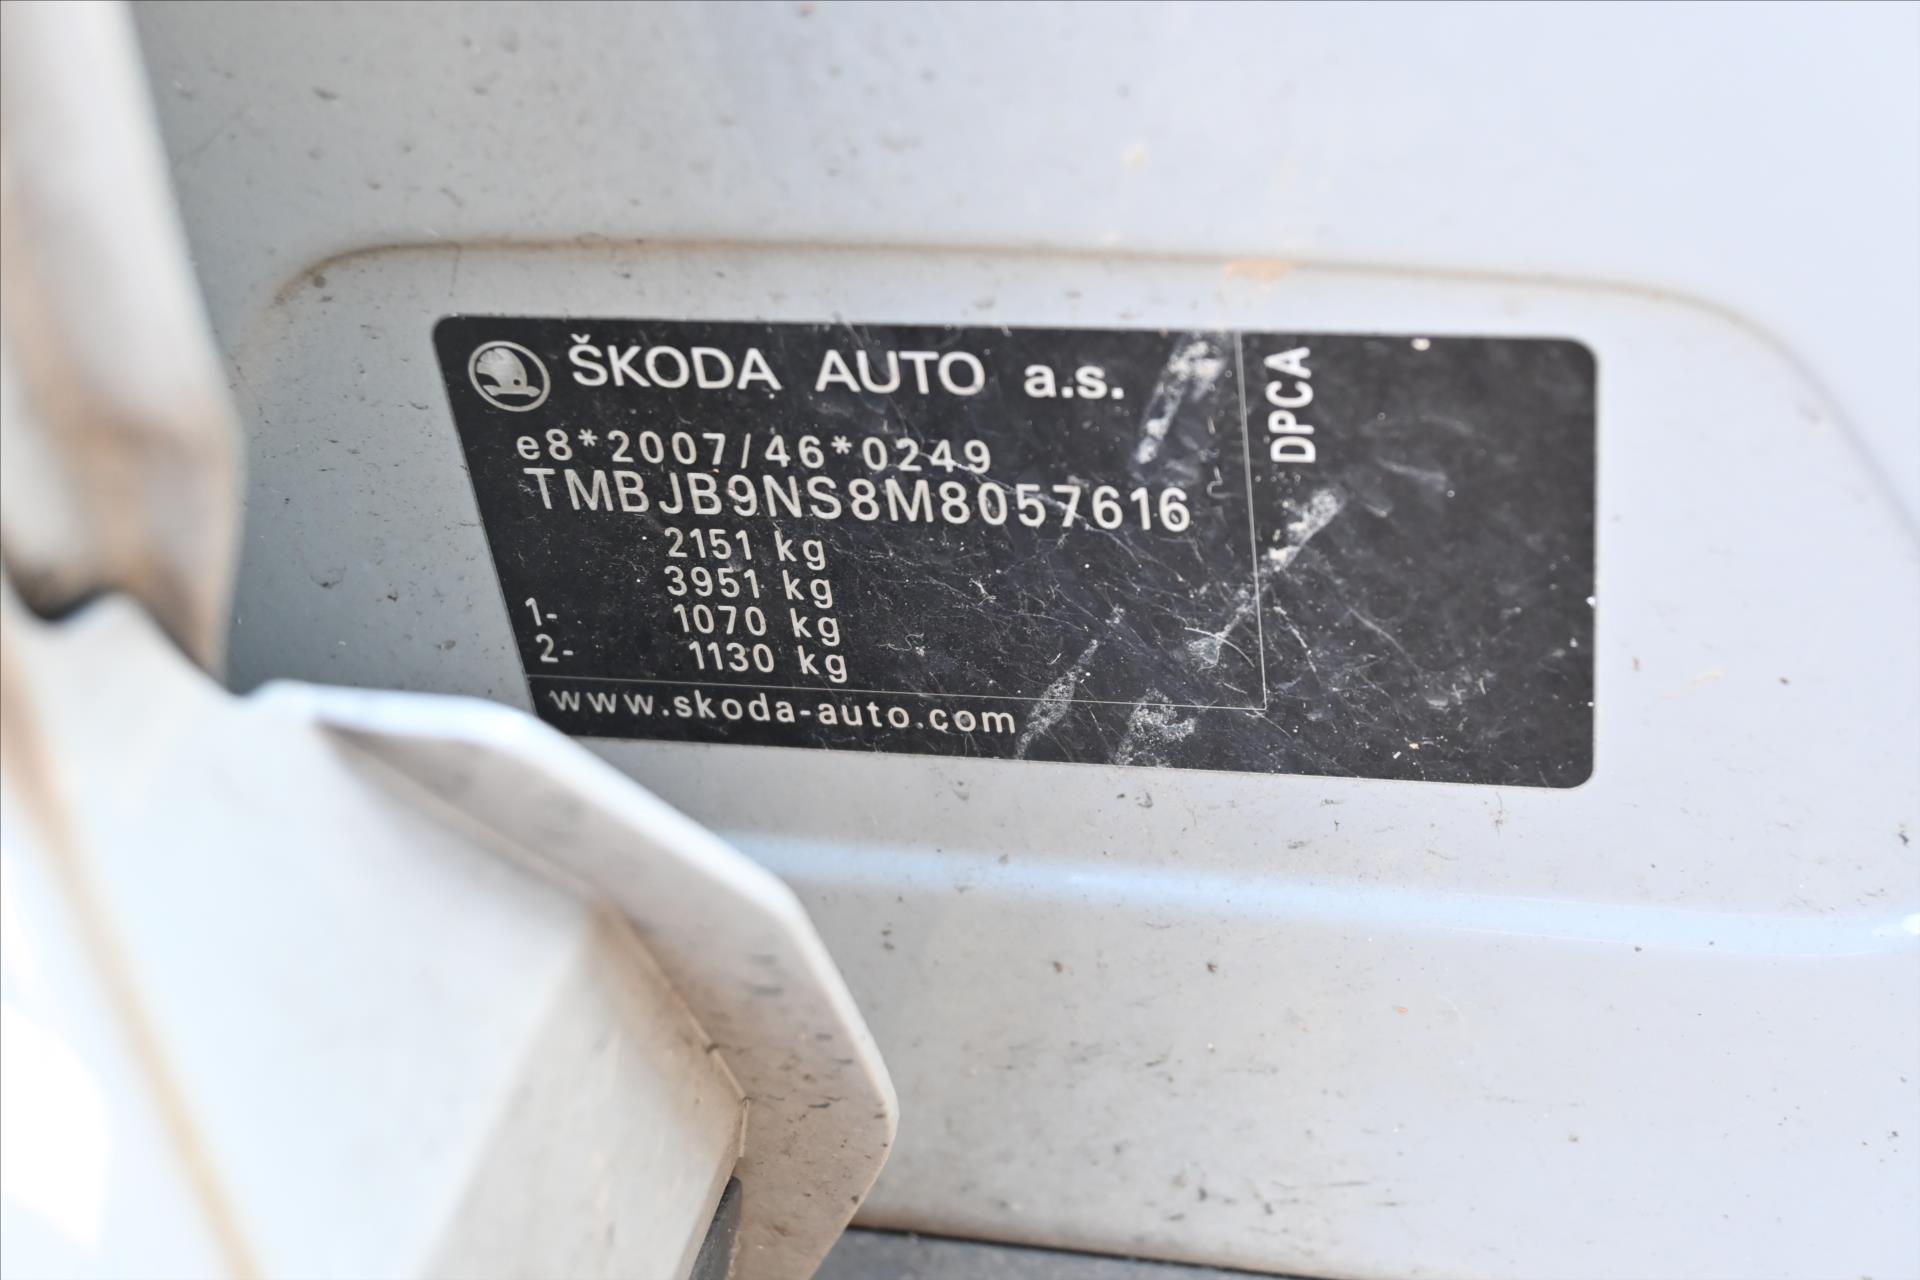 ŠKODA AUTO a.s.
e8*2007/46*0249
TMBJB9NS8M8057616
2151 kg
3951 kg
1- 1070 kg
2- 1130 kg
www.skoda-auto.com
DPCA